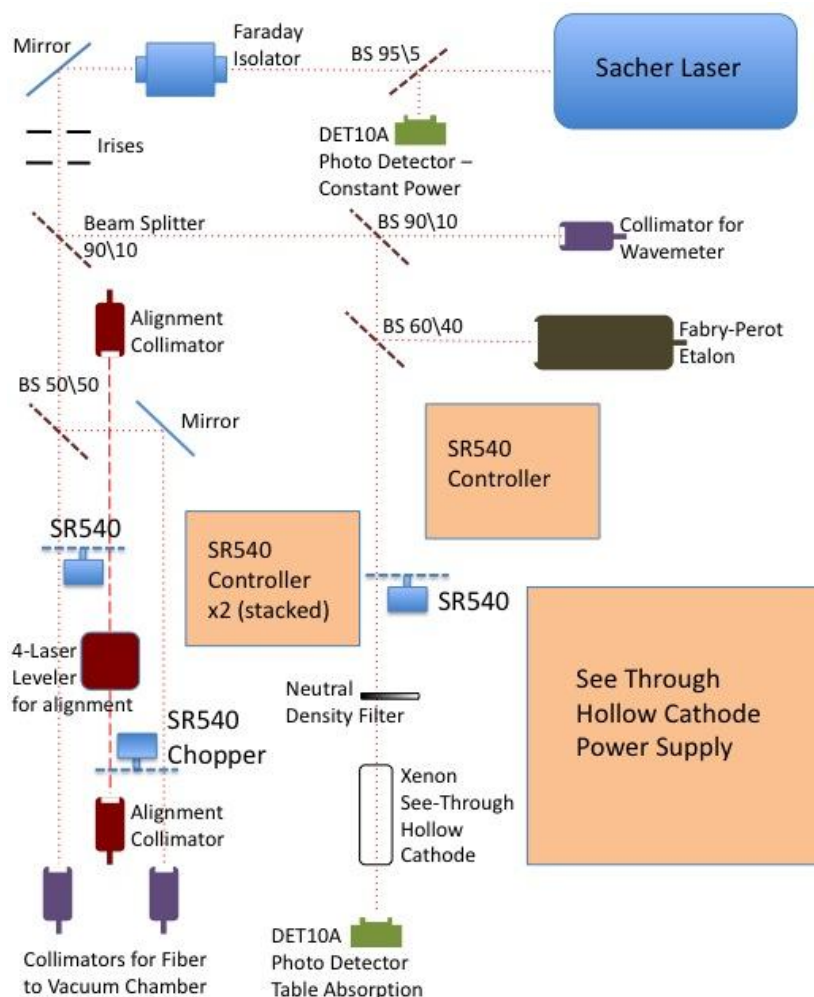 Mirror
Faraday
Isolator
BS 95\5
Sacher Laser
Irises
DET10A
Photo Detector –
Constant Power
Beam Splitter
90\10
BS 90\10
Collimator for
Wavemeter
Alignment
Collimator
BS 60\40
Fabry-Perot
Etalon
BS 50\50
Mirror
SR540
Controller
SR540
SR540
Controller
x2 (stacked)
SR540
4-Laser
Leveler
for alignment
See Through
Hollow Cathode
Power Supply
Neutral
Density Filter
SR540
Chopper
Xenon
See-Through
Hollow
Cathode
Alignment
Collimator
DET10A
Photo Detector
Table Absorption
Collimators for Fiber
to Vacuum Chamber